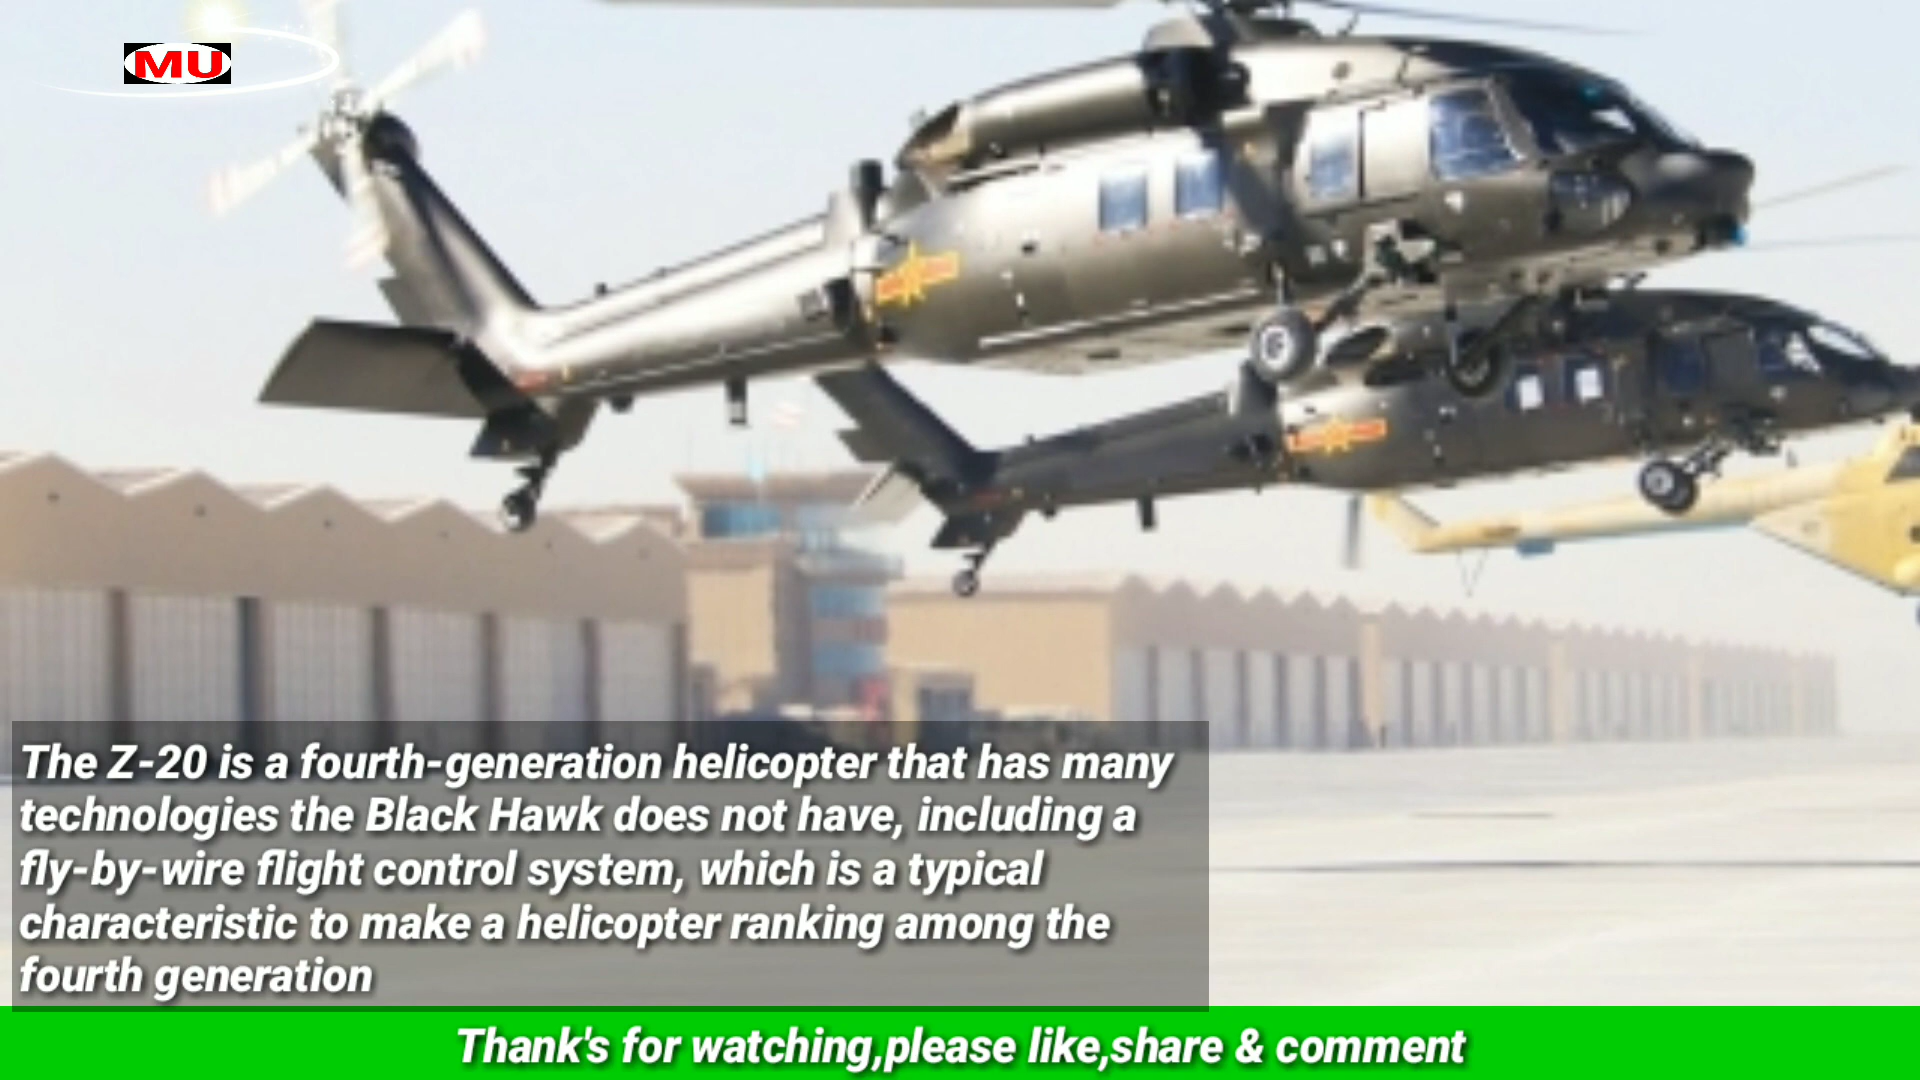 MU
The Z-20 is a fourth-generation helicopter that has many
technologies the Black Hawk does not have, including a
fly-by-wire flight control system, which is a typical
characteristic to make a helicopter ranking among the
fourth generation
Thank's for watching,please like,share & comment